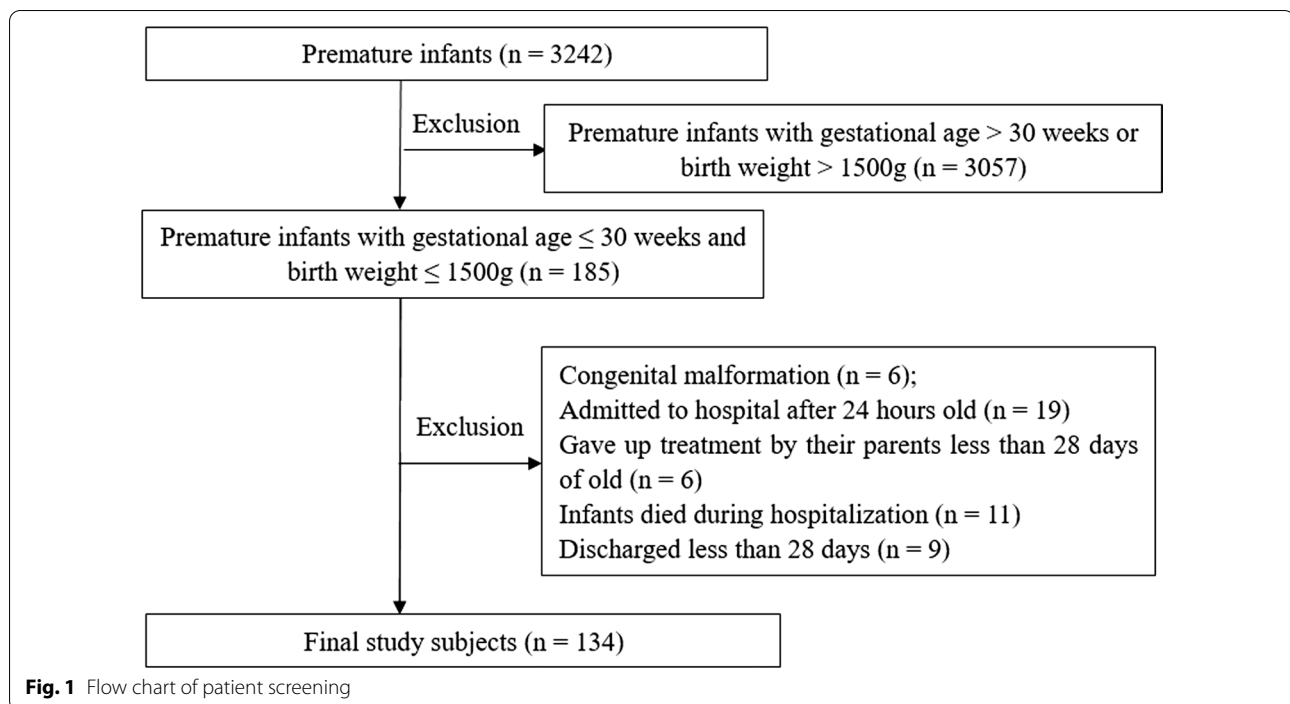 Premature infants (n = 3242)
Exclusion
Premature infants with gestational age > 30 weeks or
birth weight > 1500g (n = 3057)
Premature infants with gestational age ≤ 30 weeks and
birth weight ≤ 1500g (n = 185)
Exclusion
Congenital malformation (n = 6);
Admitted to hospital after 24 hours old (n = 19)
Gave up treatment by their parents less than 28 days
of old (n = 6)
Infants died during hospitalization (n = 11)
Discharged less than 28 days (n = 9)
Final study subjects (n = 134)
Fig. 1 Flow chart of patient screening